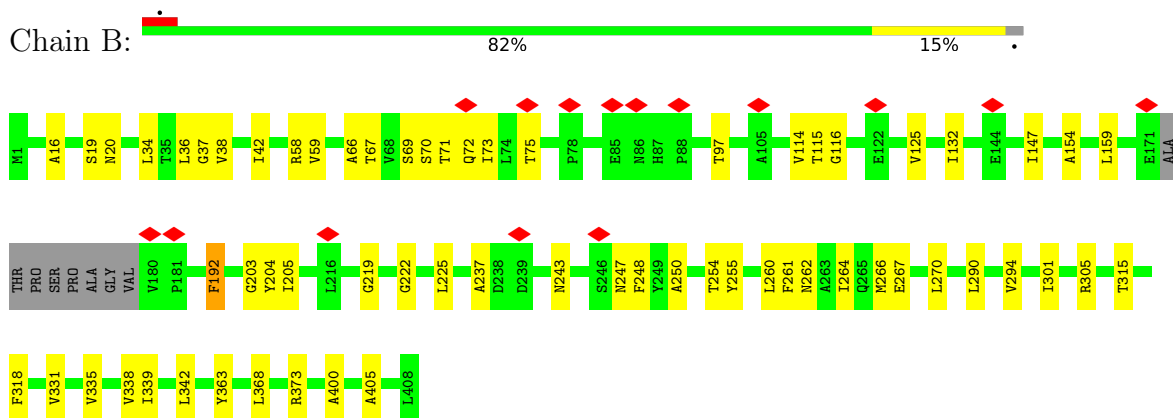 Chain B:
82%
15%
M1 A16 S19 N20 L34 T35 L36 G37 V38 I42 R58 V59 A66 T67 V68 S69 S70 T71 Q72 I73 L74 T75 P78 E85 N86 H87 P88 T97 A105 V114 T115 G116 E122 V125 I132 E144 I147 A154 L159 E171 ALA
THR PRO SER PRO ALA GLY VAL V180 P181 F192 G203 Y204 I205 L216 G219 G222 L225 A237 D238 D239 N243 S246 N247 F248 Y249 A250 T254 Y255 L260 F261 N262 A263 I264 Q265 M266 E267 L270 L290 V294 I301 R305 T315
F318 V331 V335 V338 I339 L342 Y363 L368 R373 A400 A405 L408